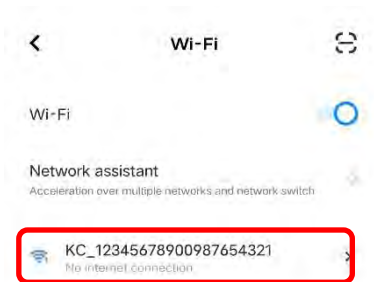 Wi-Fi
Wi-Fi
Network assistant
Acceleration over multiple networks and network switch
KC_12345678900987654321
No internet connection